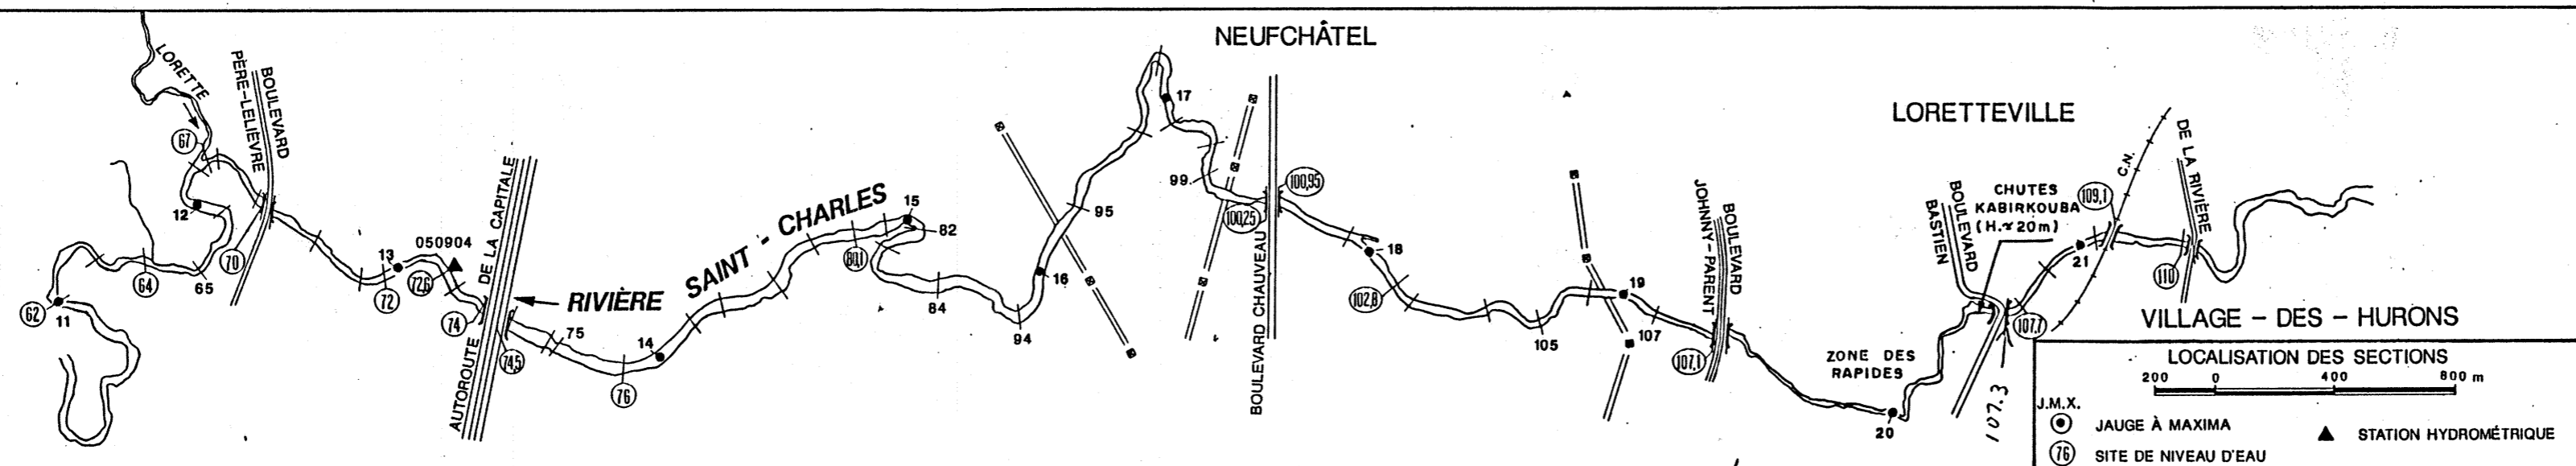 NEUFCHÂTEL
LORETTE
BOULEVARD
PÈRE-LELIÈVRE
67
12
64
65
62
11
70
13
72
050904
72,6
74
AUTOROUTE DE LA CAPITALE
74,5
RIVIÈRE SAINT-CHARLES
75
14
76
80,1
15
82
84
94
16
95
17
99
100,25
100,95
BOULEVARD CHAUVEAU
18
102,8
105
19
107
107,1
BOULEVARD
JOHNNY-PARENT
LORETTEVILLE
20
ZONE DES
RAPIDES
BOULEVARD
BASTIEN
CHUTES
KABIRKOUBA
(H.≈20m)
107,7
107.3
21
109,1
C.N.
DE LA RIVIÈRE
110
VILLAGE - DES - HURONS
LOCALISATION DES SECTIONS
200 0 400 800 m
J.M.X.
JAUGE À MAXIMA
STATION HYDROMÉTRIQUE
76 SITE DE NIVEAU D'EAU